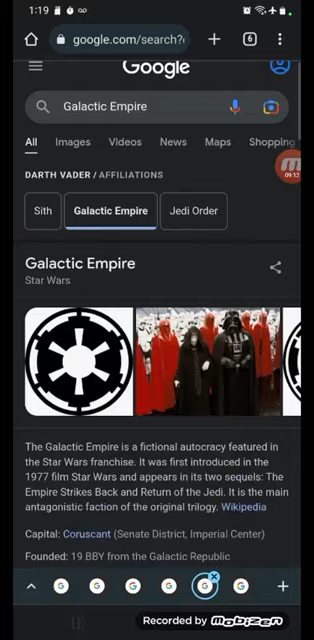 1:19
google.com/search?
6
Google
Galactic Empire
All Images Videos News Maps Shopping
09:13
DARTH VADER / AFFILIATIONS
Sith Galactic Empire Jedi Order
Galactic Empire
Star Wars
The Galactic Empire is a fictional autocracy featured in
the Star Wars franchise. It was first introduced in the
1977 film Star Wars and appears in its two sequels: The
Empire Strikes Back and Return of the Jedi. It is the main
antagonistic faction of the original trilogy. Wikipedia
Capital: Coruscant (Senate District, Imperial Center)
Founded: 19 BBY from the Galactic Republic
Recorded by Mobizen